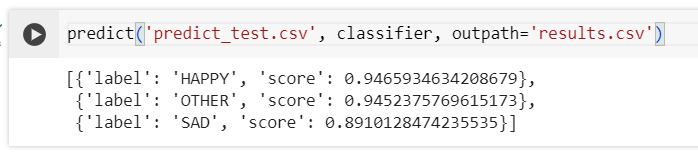 predict('predict_test.csv', classifier, outpath='results.csv')
[{'label': 'HAPPY', 'score': 0.9465934634208679},
{'label': 'OTHER', 'score': 0.9452375769615173},
{'label': 'SAD', 'score': 0.8910128474235535}]